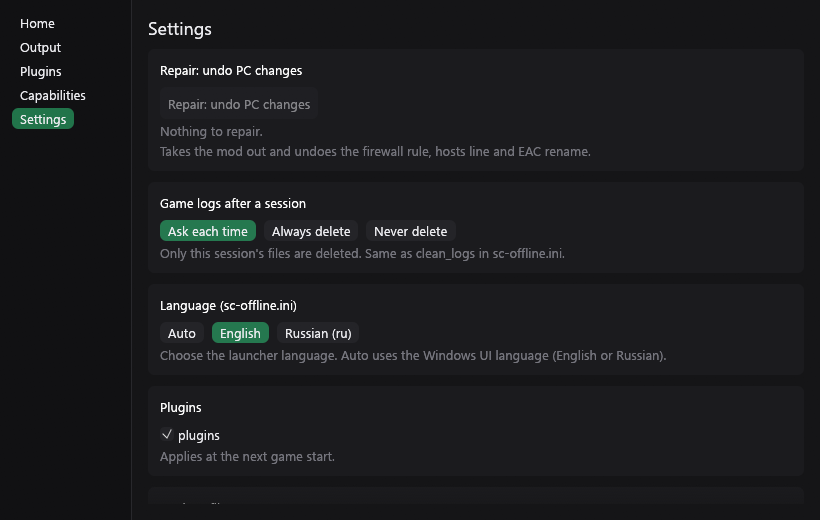 Home
Output
Plugins
Capabilities
Settings
Settings
Repair: undo PC changes
Repair: undo PC changes
Nothing to repair.
Takes the mod out and undoes the firewall rule, hosts line and EAC rename.
Game logs after a session
Ask each time Always delete Never delete
Only this session's files are deleted. Same as clean_logs in sc-offline.ini.
Language (sc-offline.ini)
Auto English Russian (ru)
Choose the launcher language. Auto uses the Windows UI language (English or Russian).
Plugins
plugins
Applies at the next game start.